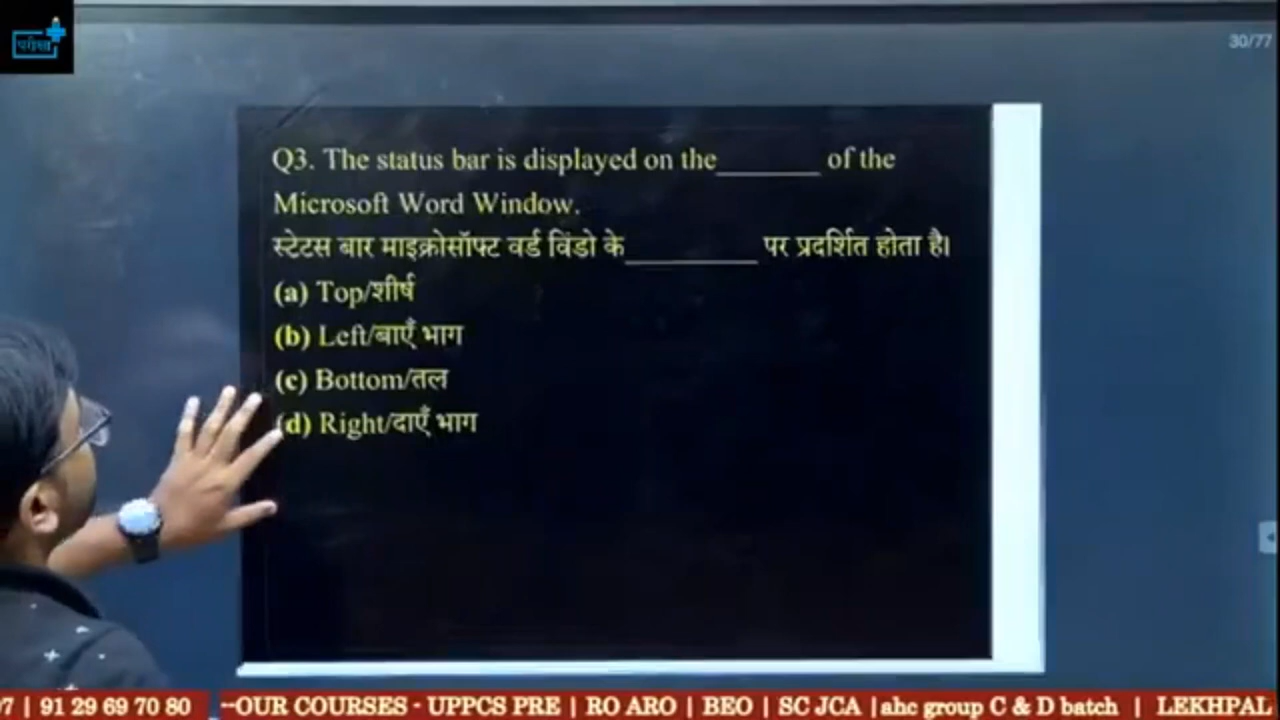 परीक्षा
30/77
Q3. The status bar is displayed on the_______ of the
Microsoft Word Window.
स्टेटस बार माइक्रोसॉफ्ट वर्ड विंडो के_________ पर प्रदर्शित होता है।
(a) Top/शीर्ष
(b) Left/बाएँ भाग
(c) Bottom/तल
(d) Right/दाएँ भाग
7 | 91 29 69 70 80 --OUR COURSES - UPPCS PRE | RO ARO | BEO | SC JCA |ahc group C & D batch | LEKHPAL